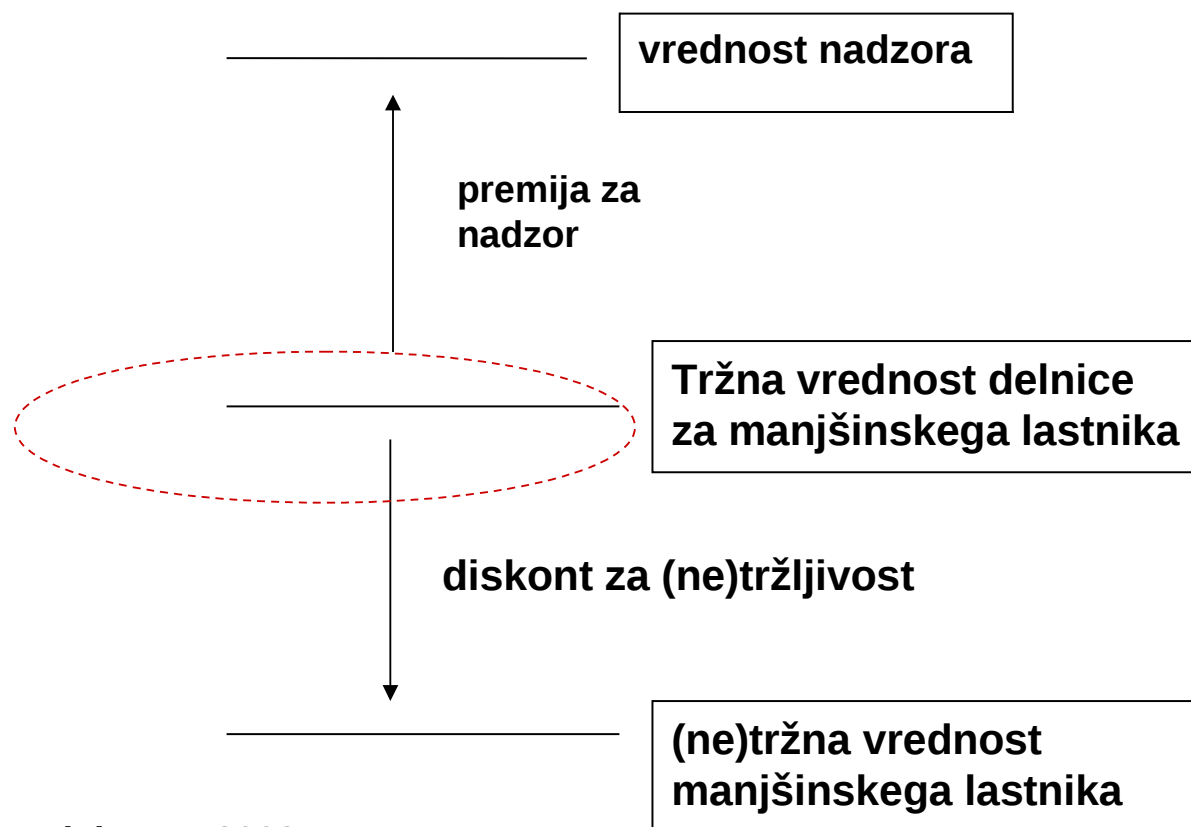 vrednost nadzora
premija za
nadzor
Tržna vrednost delnice
za manjšinskega lastnika
diskont za (ne)tržljivost
(ne)tržna vrednost
manjšinskega lastnika